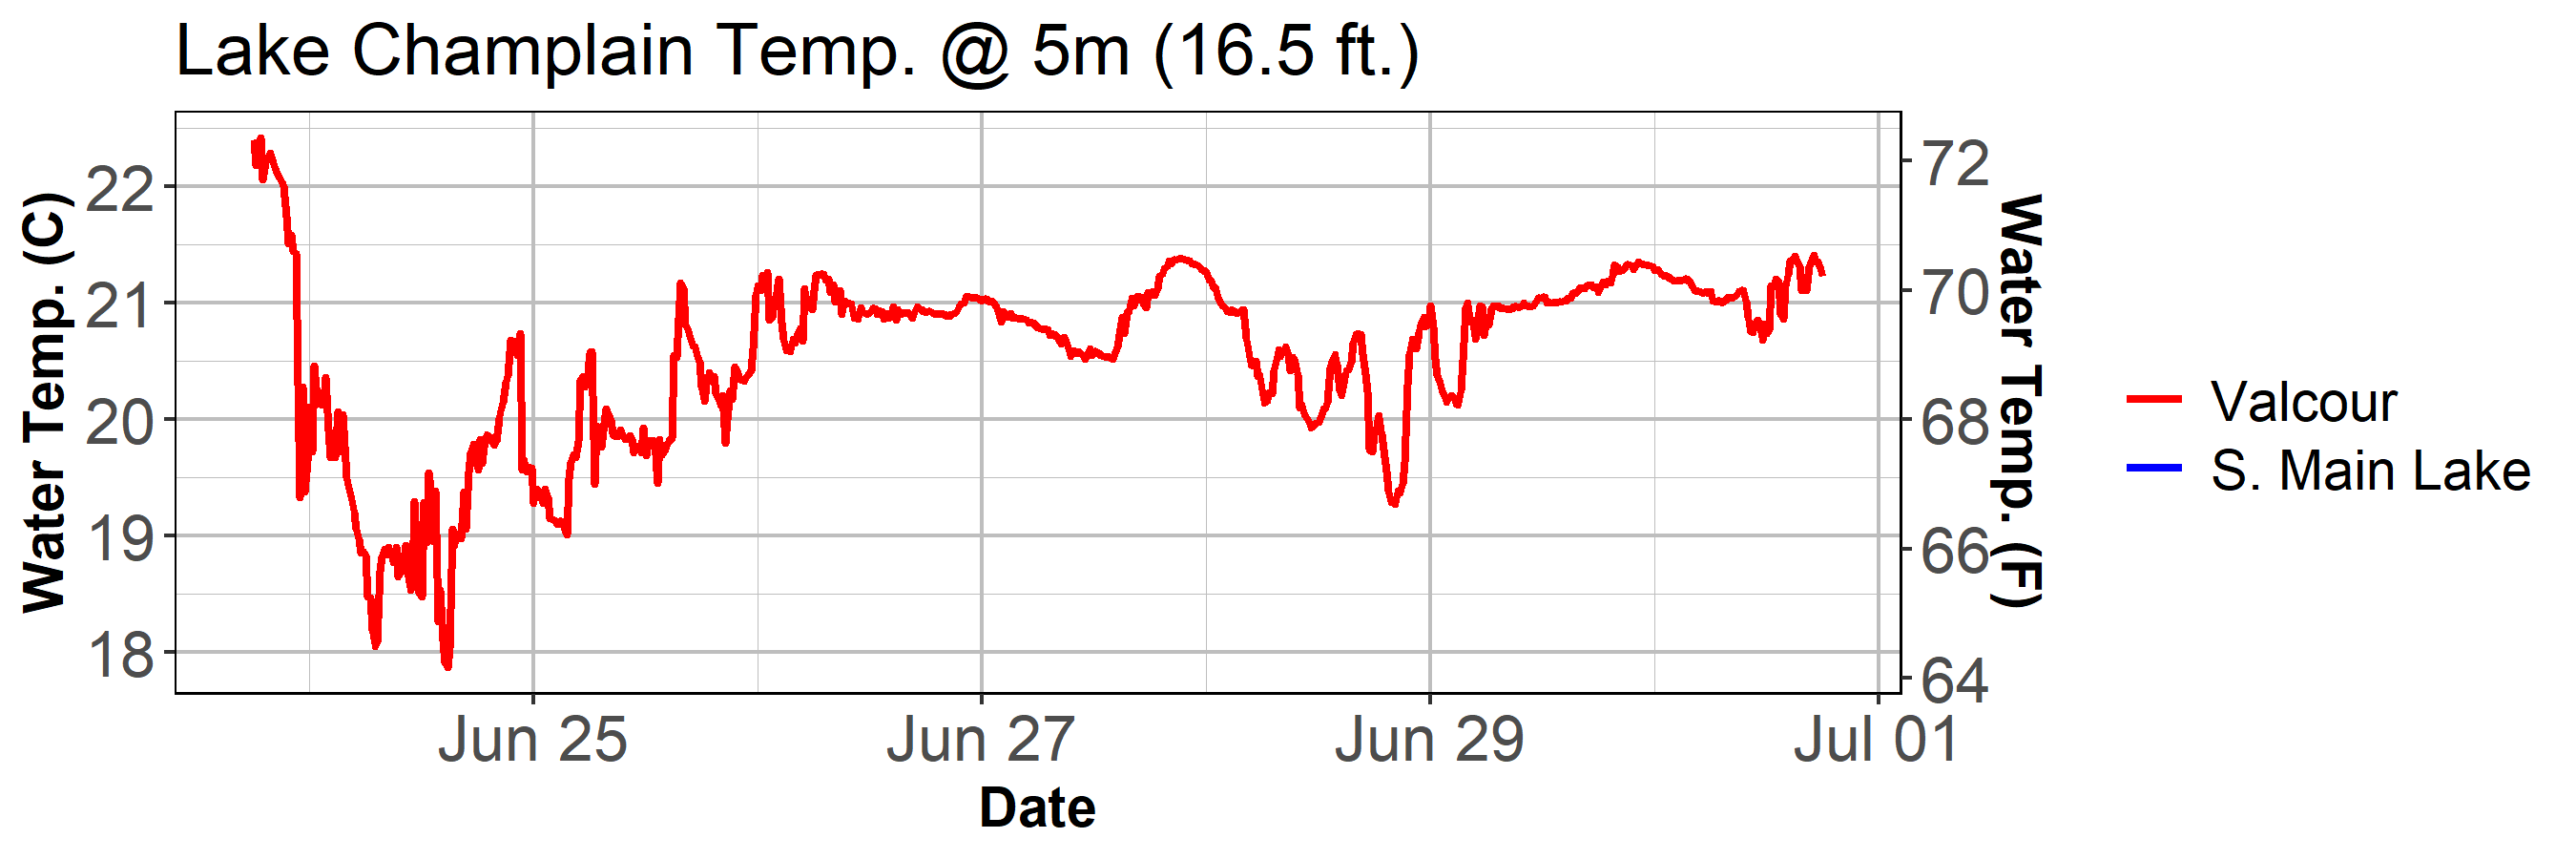 Lake Champlain Temp. @ 5m (16.5 ft.)
Water Temp. (C)
22
21
20
19
18
72
70
68
66
64
Water Temp. (F)
Jun 25
Jun 27
Jun 29
Jul 01
Date
Valcour
S. Main Lake